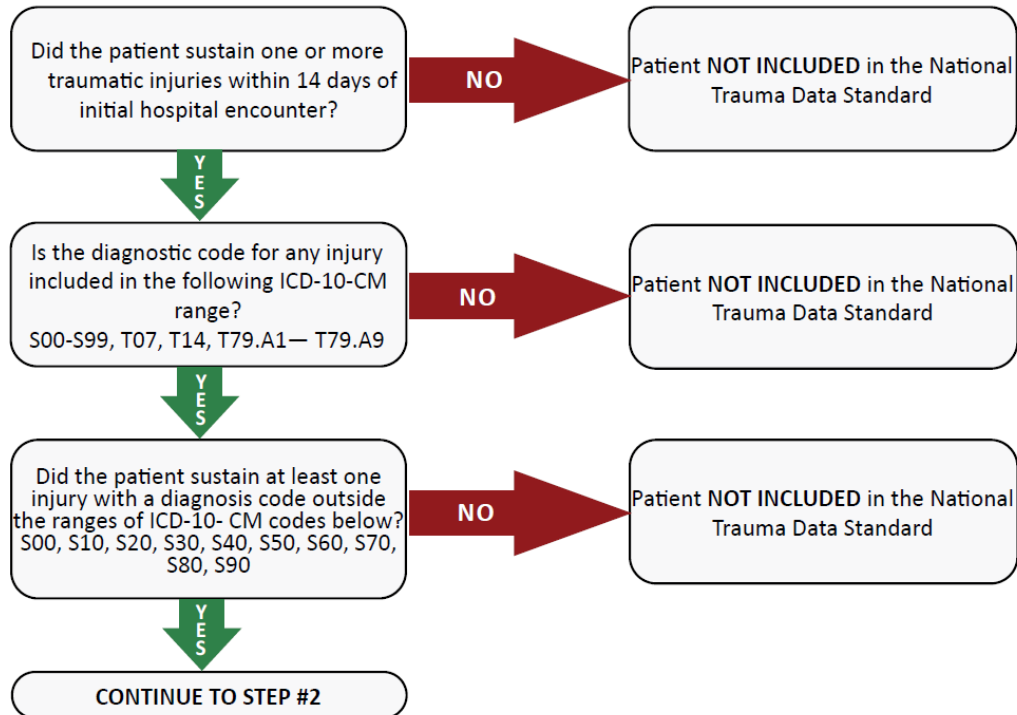 Did the patient sustain one or more
traumatic injuries within 14 days of
initial hospital encounter?
NO
Patient NOT INCLUDED in the National
Trauma Data Standard
YES
Is the diagnostic code for any injury
included in the following ICD-10-CM
range?
S00-S99, T07, T14, T79.A1— T79.A9
NO
Patient NOT INCLUDED in the National
Trauma Data Standard
YES
Did the patient sustain at least one
injury with a diagnosis code outside
the ranges of ICD-10- CM codes below?
S00, S10, S20, S30, S40, S50, S60, S70,
S80, S90
NO
Patient NOT INCLUDED in the National
Trauma Data Standard
YES
CONTINUE TO STEP #2